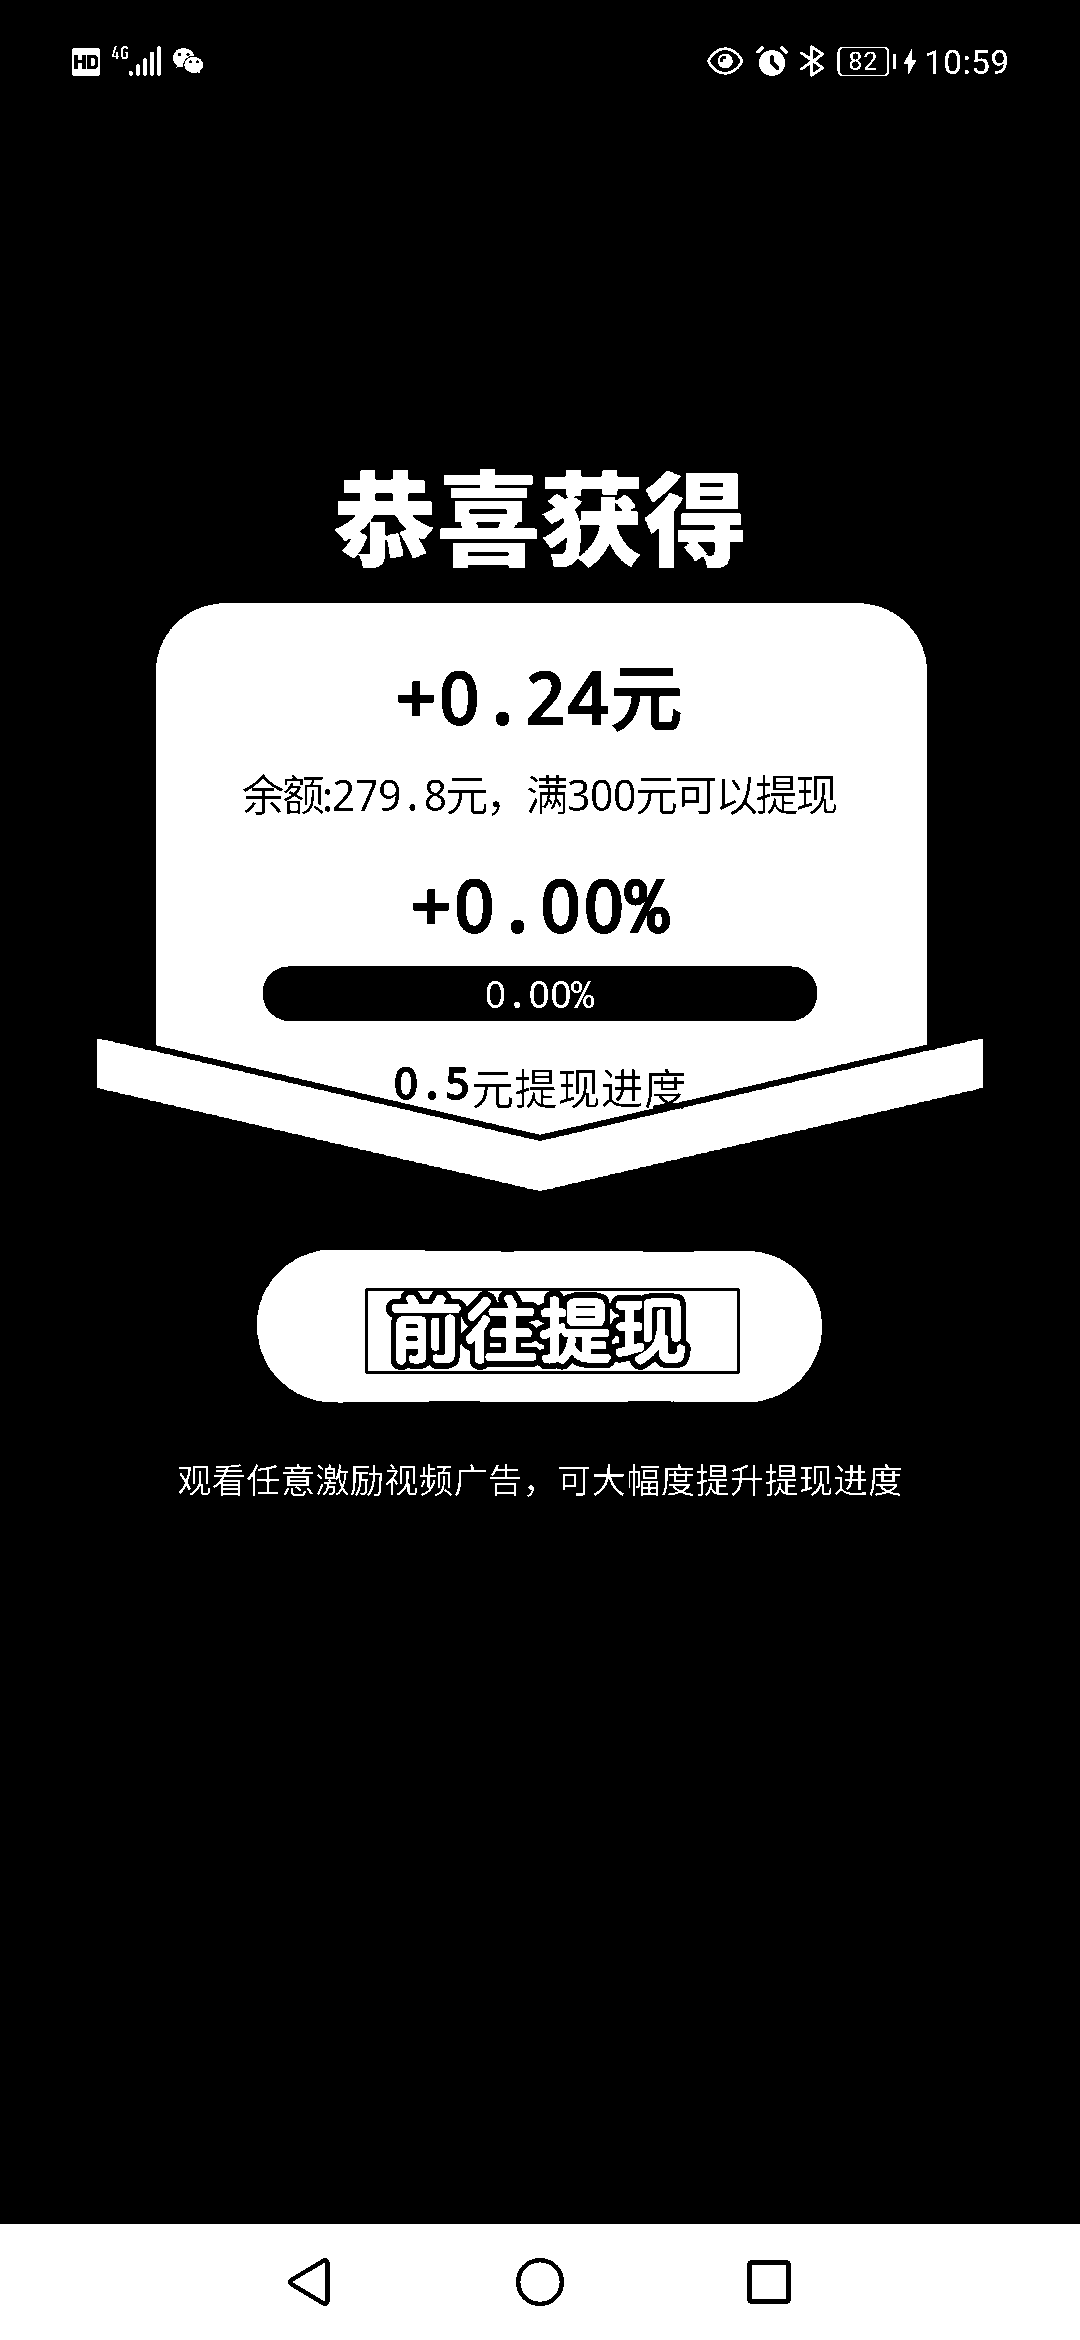 HD 4G 82 10:59
恭喜获得
+0.24元
余额:279.8元，满300元可以提现
+0.00%
0.00%
0.5元提现进度
前往提现
观看任意激励视频广告，可大幅度提升提现进度